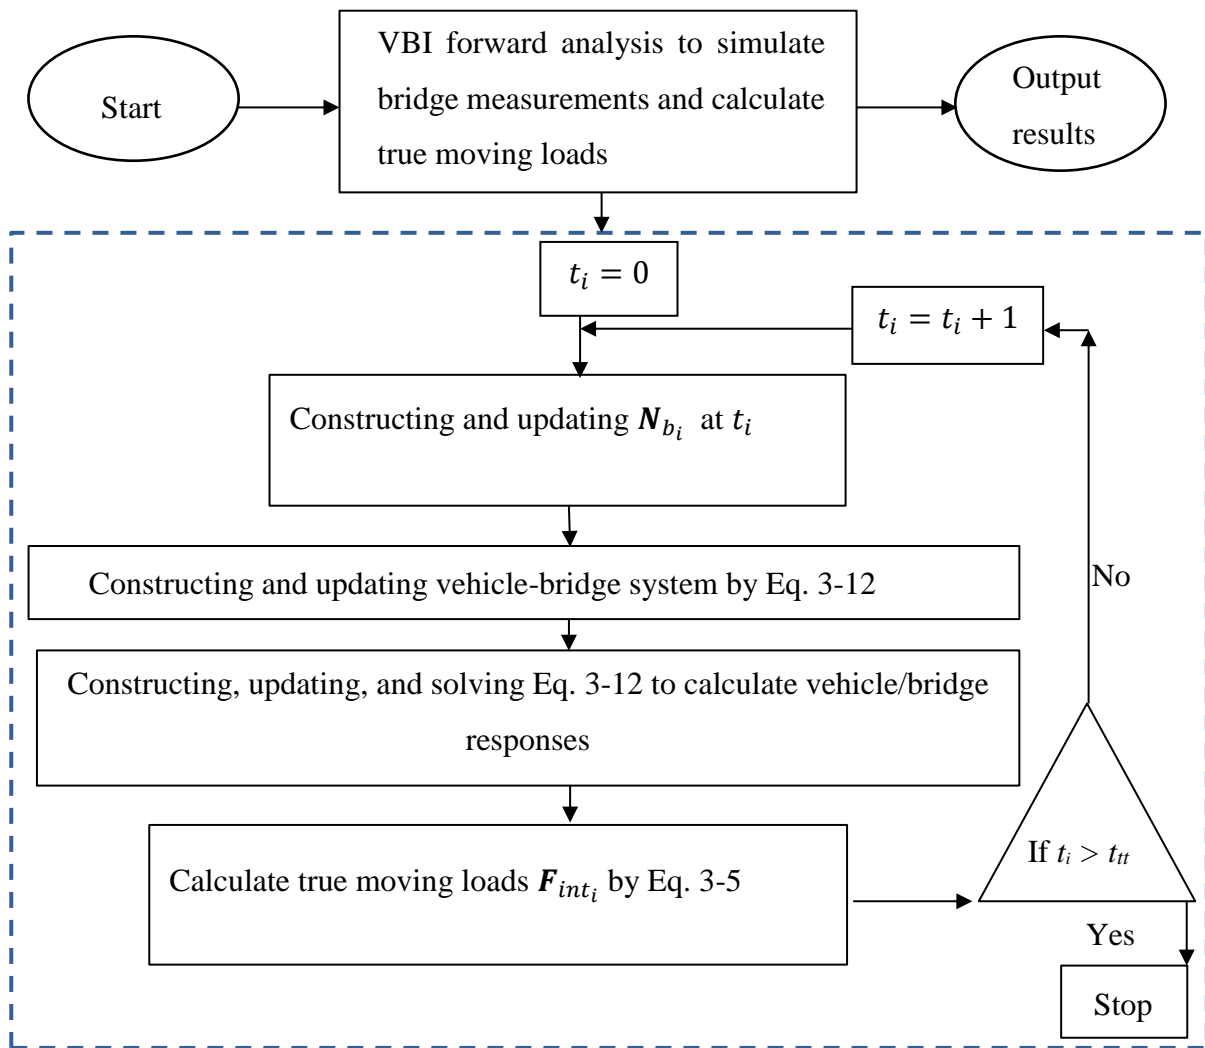 Start
VBI forward analysis to simulate
bridge measurements and calculate
true moving loads
Output
results
t_i = 0
t_i = t_i + 1
Constructing and updating N_{b_i} at t_i
Constructing and updating vehicle-bridge system by Eq. 3-12
No
Constructing, updating, and solving Eq. 3-12 to calculate vehicle/bridge
responses
If t_i > t_{tt}
Calculate true moving loads F_{int_i} by Eq. 3-5
Yes
Stop